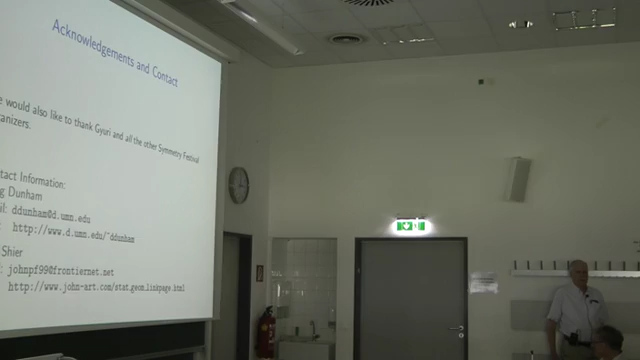 Acknowledgements and Contact
e would also like to thank Gyuri and all the other Symmetry Festival
anizers.
tact Information:
g Dunham
il: ddunham@d.umn.edu
http://www.d.umn.edu/~ddunham
Shier
: johnpf99@frontiernet.net
http://www.john-art.com/stat_geom_linkpage.html